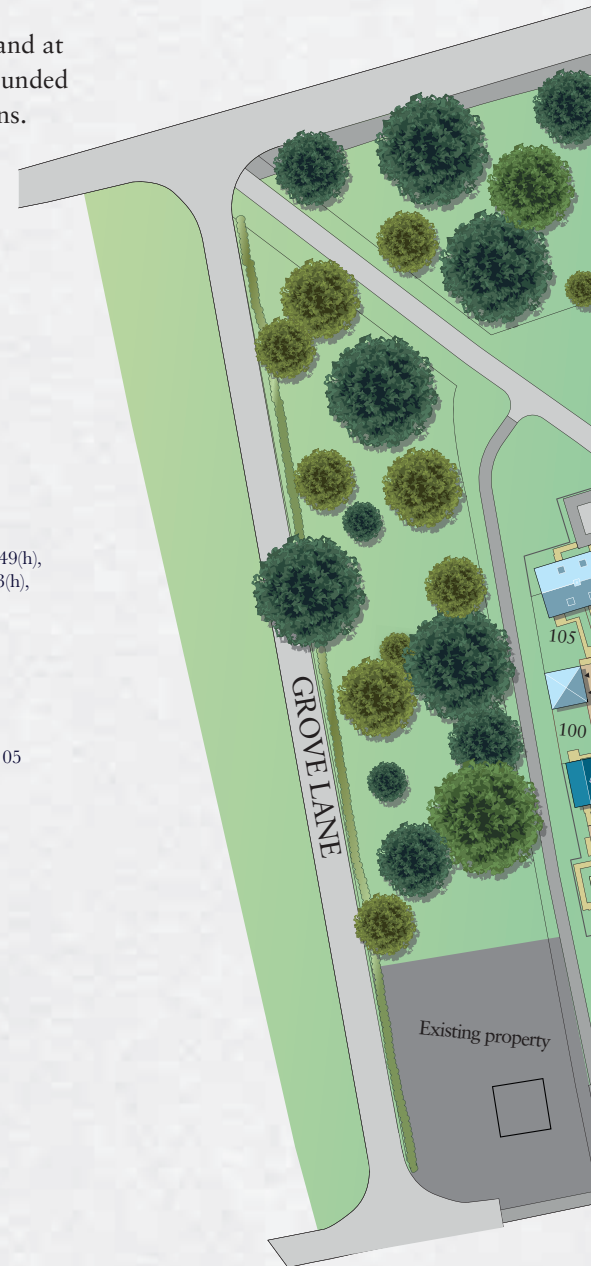 and at
unded
ns.
49(h),
3(h),
05
GROVE LANE
105
100
Existing property